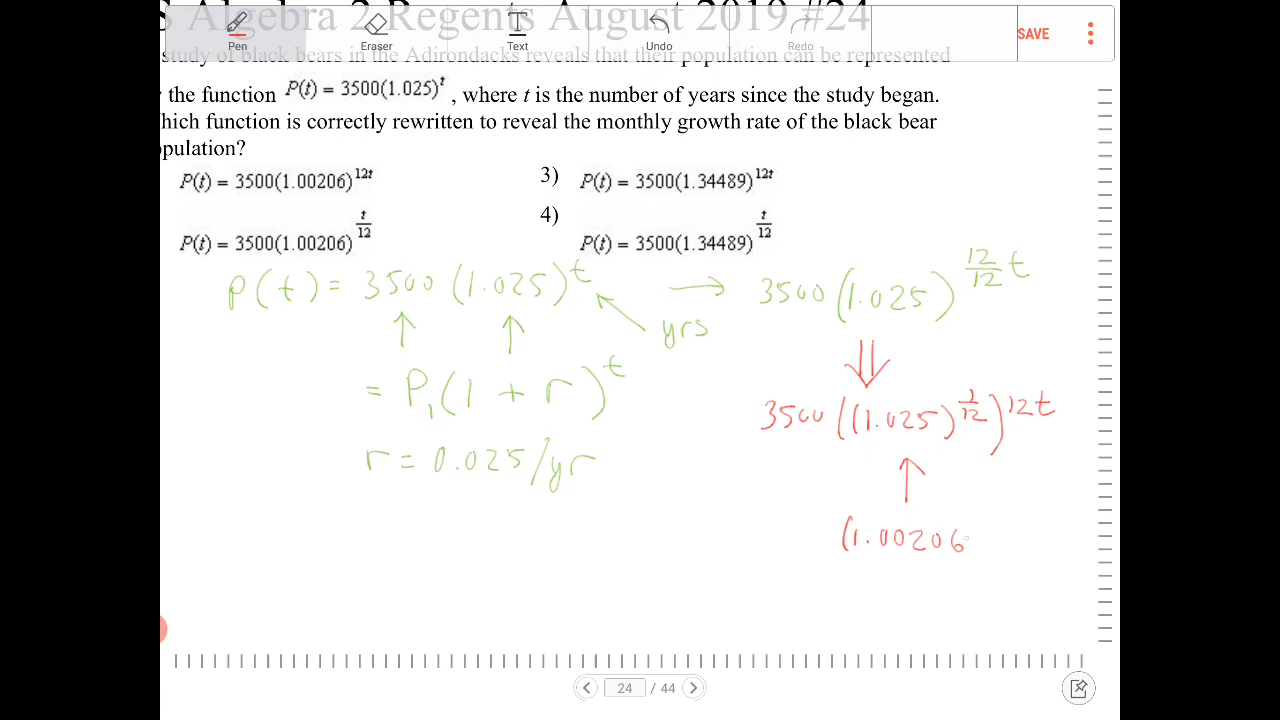 S Algebra 2 Regents August 2019 #24
Pen
Eraser
Text
Undo
Redo
SAVE
study of black bears in the Adirondacks reveals that their population can be represented
the function P(t) = 3500(1.025)^t , where t is the number of years since the study began.
hich function is correctly rewritten to reveal the monthly growth rate of the black bear
pulation?
P(t) = 3500(1.00206)^{12t}
3) P(t) = 3500(1.34489)^{12t}
P(t) = 3500(1.00206)^{t/12}
4) P(t) = 3500(1.34489)^{t/12}
P(t) = 3500(1.025)^t → 3500(1.025)^{12/12 t}
yrs
= P₁(1 + r)^t
3500((1.025)^{1/12})^{12t}
r = 0.025/yr
(1.00206
24 / 44